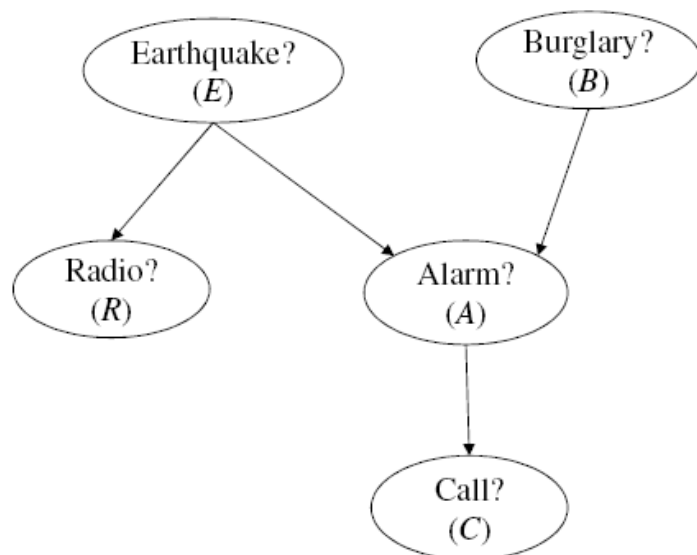 Earthquake?
(E)
Burglary?
(B)
Radio?
(R)
Alarm?
(A)
Call?
(C)